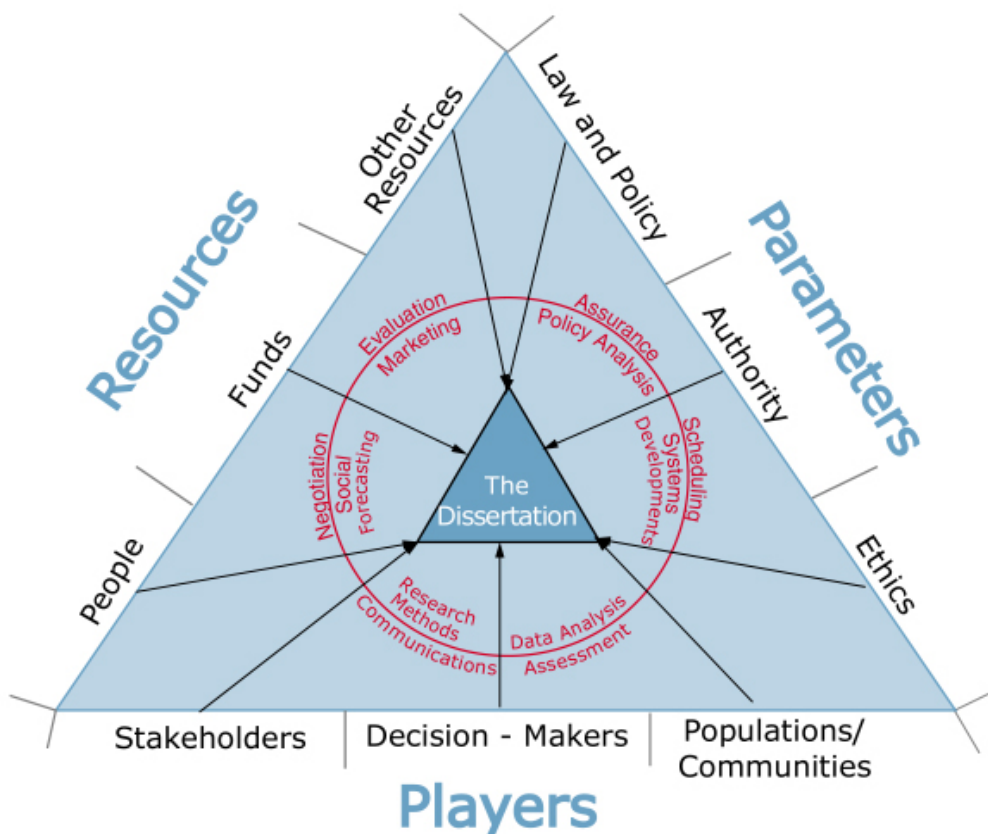 Other
Resources
Law and Policy
Resources
Parameters
Funds
Authority
Evaluation
Marketing
Assurance
Policy Analysis
Negotiation
Social
Forecasting
Scheduling
Systems
Developments
The
Dissertation
People
Ethics
Research
Methods
Communications
Data Analysis
Assessment
Stakeholders
Decision - Makers
Populations/
Communities
Players